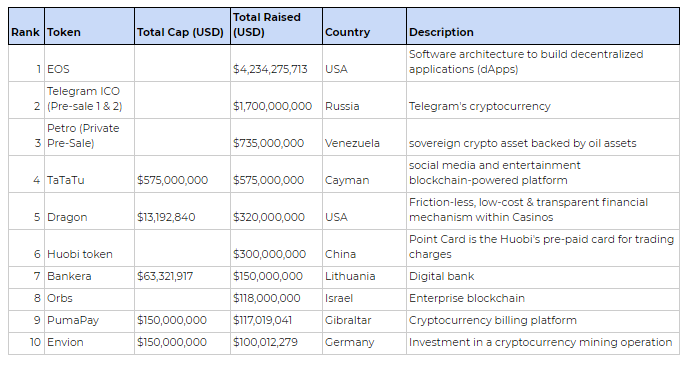 Rank Token Total Cap (USD) Total Raised (USD) Country Description
1 EOS $4,234,275,713 USA Software architecture to build decentralized applications (dApps)
2 Telegram ICO (Pre-sale 1 & 2) $1,700,000,000 Russia Telegram's cryptocurrency
3 Petro (Private Pre-Sale) $735,000,000 Venezuela sovereign crypto asset backed by oil assets
4 TaTaTu $575,000,000 $575,000,000 Cayman social media and entertainment blockchain-powered platform
5 Dragon $13,192,840 $320,000,000 USA Friction-less, low-cost & transparent financial mechanism within Casinos
6 Huobi token $300,000,000 China Point Card is the Huobi's pre-paid card for trading charges
7 Bankera $63,321,917 $150,000,000 Lithuania Digital bank
8 Orbs $118,000,000 Israel Enterprise blockchain
9 PumaPay $150,000,000 $117,019,041 Gibraltar Cryptocurrency billing platform
10 Envion $150,000,000 $100,012,279 Germany Investment in a cryptocurrency mining operation